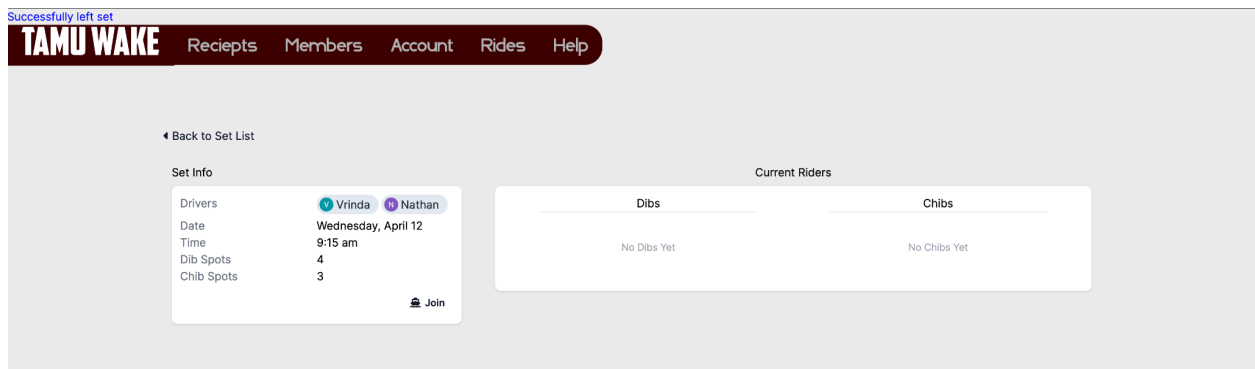 Successfully left set
TAMU WAKE Reciepts Members Account Rides Help
Back to Set List
Set Info
Drivers V Vrinda N Nathan
Date Wednesday, April 12
Time 9:15 am
Dib Spots 4
Chib Spots 3
Join
Current Riders
Dibs Chibs
No Dibs Yet No Chibs Yet